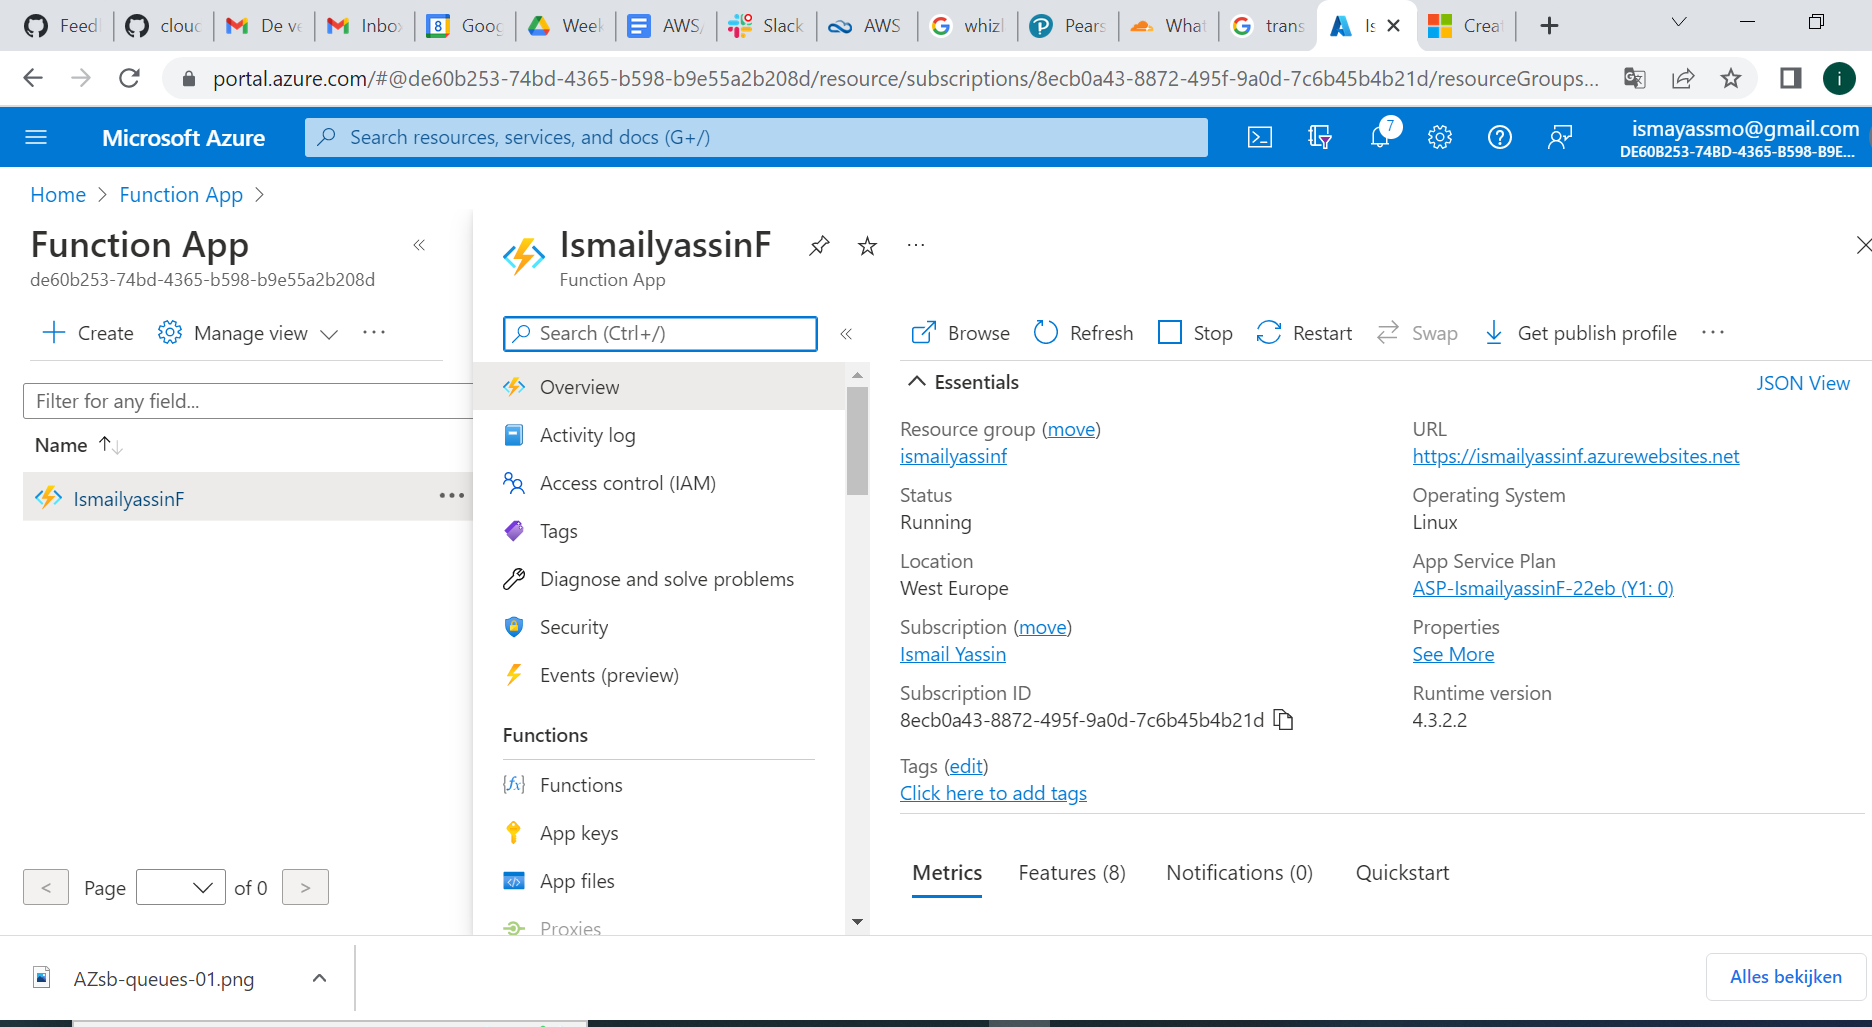 Feed
cloud
De ve
Inbo
8
Goog
Week
AWS/
Slack
AWS
whizl
Pears
What
trans
Is
Creat
portal.azure.com/#@de60b253-74bd-4365-b598-b9e55a2b208d/resource/subscriptions/8ecb0a43-8872-495f-9a0d-7c6b45b4b21d/resourceGroups...
i
Microsoft Azure
Search resources, services, and docs (G+/)
7
ismayassmo@gmail.com
DE60B253-74BD-4365-B598-B9E...
Home > Function App >
Function App
de60b253-74bd-4365-b598-b9e55a2b208d
Create
Manage view
Filter for any field...
Name
IsmailyassinF
< Page of 0 >
IsmailyassinF
Function App
Search (Ctrl+/)
Overview
Activity log
Access control (IAM)
Tags
Diagnose and solve problems
Security
Events (preview)
Functions
Functions
App keys
App files
Proxies
Browse
Refresh
Stop
Restart
Swap
Get publish profile
Essentials
JSON View
Resource group (move)
ismailyassinf
Status
Running
Location
West Europe
Subscription (move)
Ismail Yassin
Subscription ID
8ecb0a43-8872-495f-9a0d-7c6b45b4b21d
Tags (edit)
Click here to add tags
URL
https://ismailyassinf.azurewebsites.net
Operating System
Linux
App Service Plan
ASP-IsmailyassinF-22eb (Y1: 0)
Properties
See More
Runtime version
4.3.2.2
Metrics
Features (8)
Notifications (0)
Quickstart
AZsb-queues-01.png
Alles bekijken